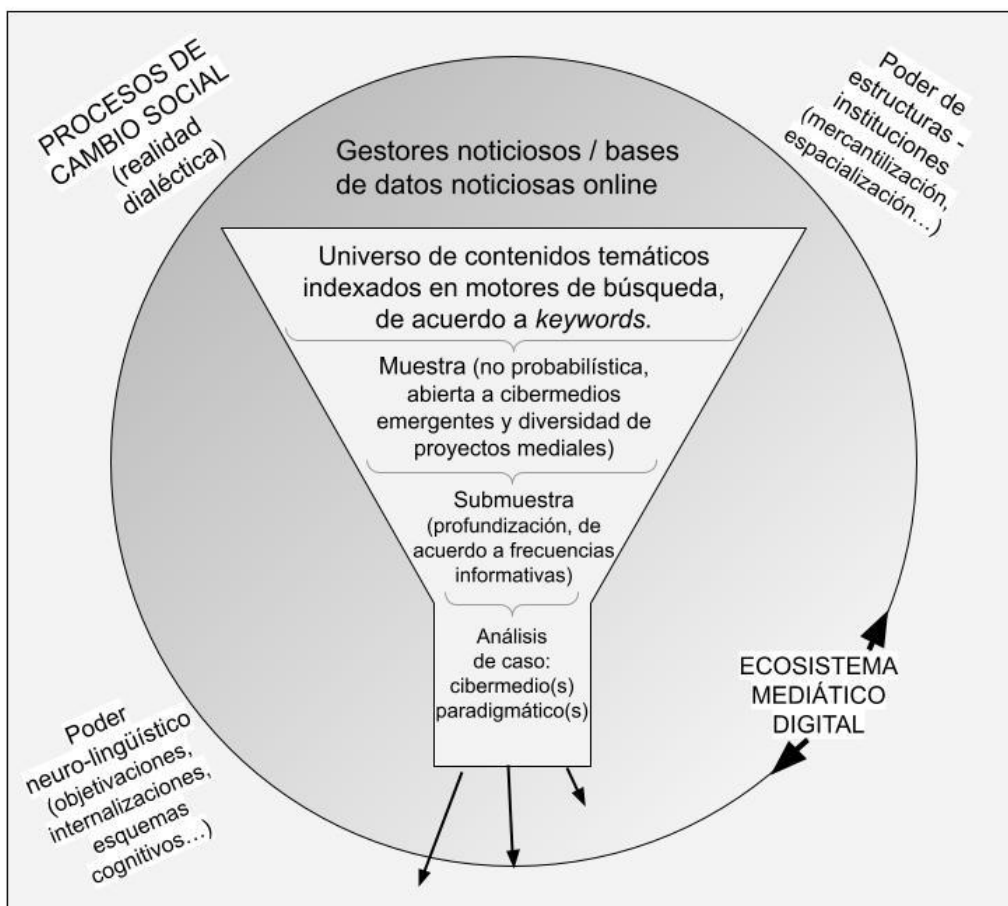 PROCESOS DE
CAMBIO SOCIAL
(realidad
dialéctica)
Poder de
estructuras -
instituciones
(mercantilización,
espacialización...)
Gestores noticiosos / bases
de datos noticiosas online
Universo de contenidos temáticos
indexados en motores de búsqueda,
de acuerdo a keywords.
Muestra (no probabilística,
abierta a cibermedios
emergentes y diversidad de
proyectos mediales)
Submuestra
(profundización, de
acuerdo a frecuencias
informativas)
Análisis
de caso:
cibermedio(s)
paradigmático(s)
ECOSISTEMA
MEDIÁTICO
DIGITAL
Poder
neuro-lingüístico
(objetivaciones,
internalizaciones,
esquemas
cognitivos...)